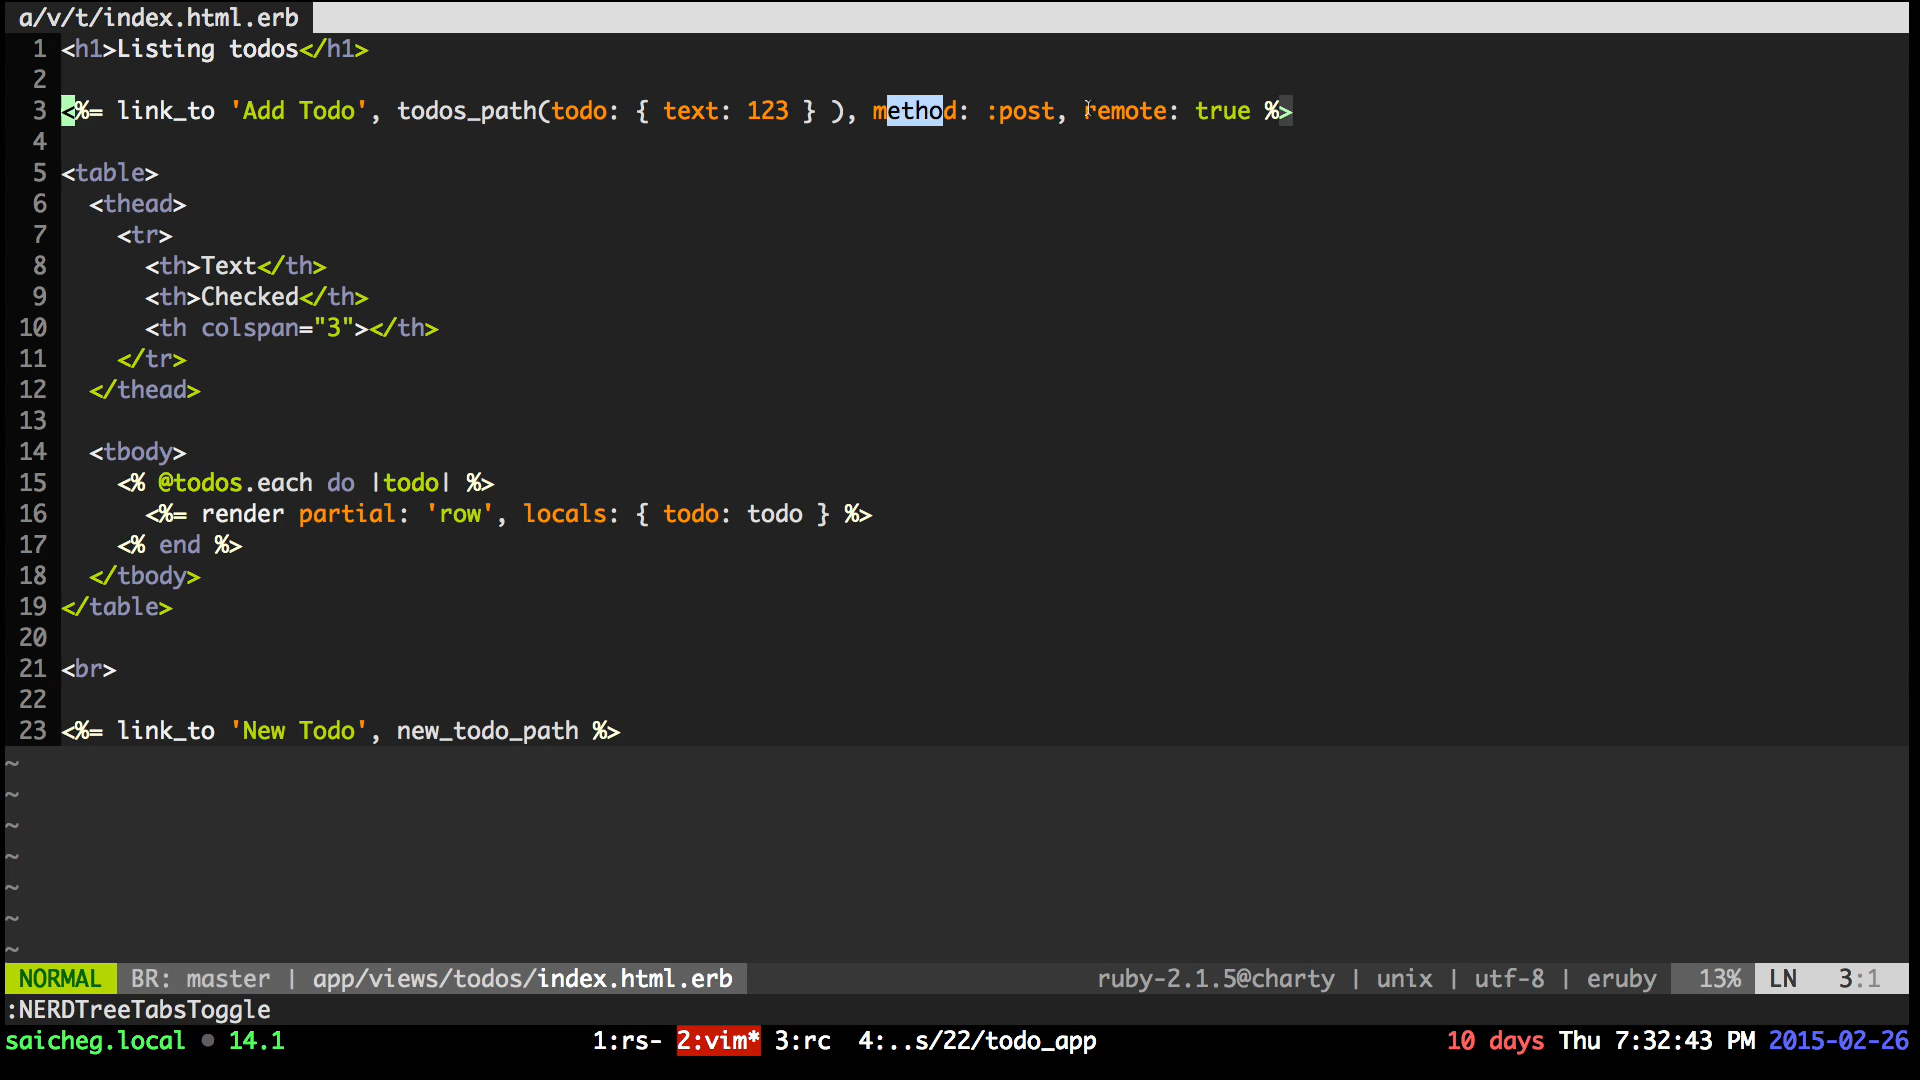 a/v/t/index.html.erb
1 <h1>Listing todos</h1>
2
3 <%= link_to 'Add Todo', todos_path(todo: { text: 123 } ), method: :post, remote: true %>
4
5 <table>
6   <thead>
7     <tr>
8       <th>Text</th>
9       <th>Checked</th>
10       <th colspan="3"></th>
11     </tr>
12   </thead>
13
14   <tbody>
15     <% @todos.each do |todo| %>
16       <%= render partial: 'row', locals: { todo: todo } %>
17     <% end %>
18   </tbody>
19 </table>
20
21 <br>
22
23 <%= link_to 'New Todo', new_todo_path %>
~
~
~
~
~
~
~
NORMAL BR: master | app/views/todos/index.html.erb ruby-2.1.5@charty | unix | utf-8 | eruby 13% LN 3:1
:NERDTreeTabsToggle
saicheg.local ● 14.1 1:rs- 2:vim* 3:rc 4:..s/22/todo_app 10 days Thu 7:32:43 PM 2015-02-26